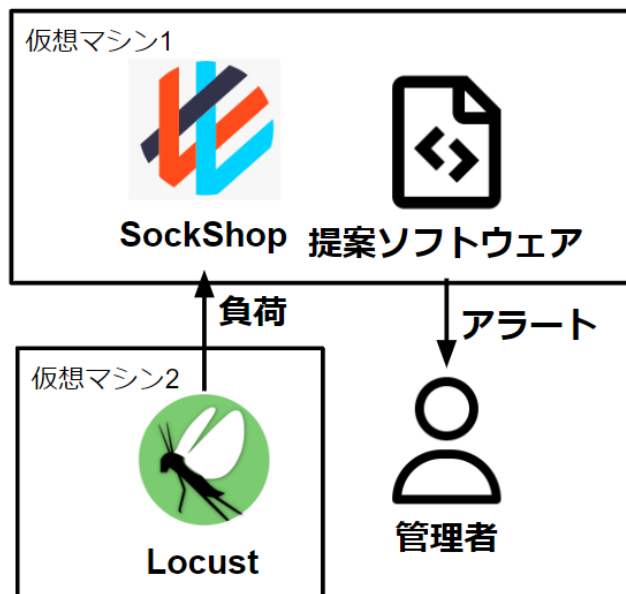 仮想マシン1
SockShop
提案ソフトウェア
負荷
アラート
仮想マシン2
Locust
管理者